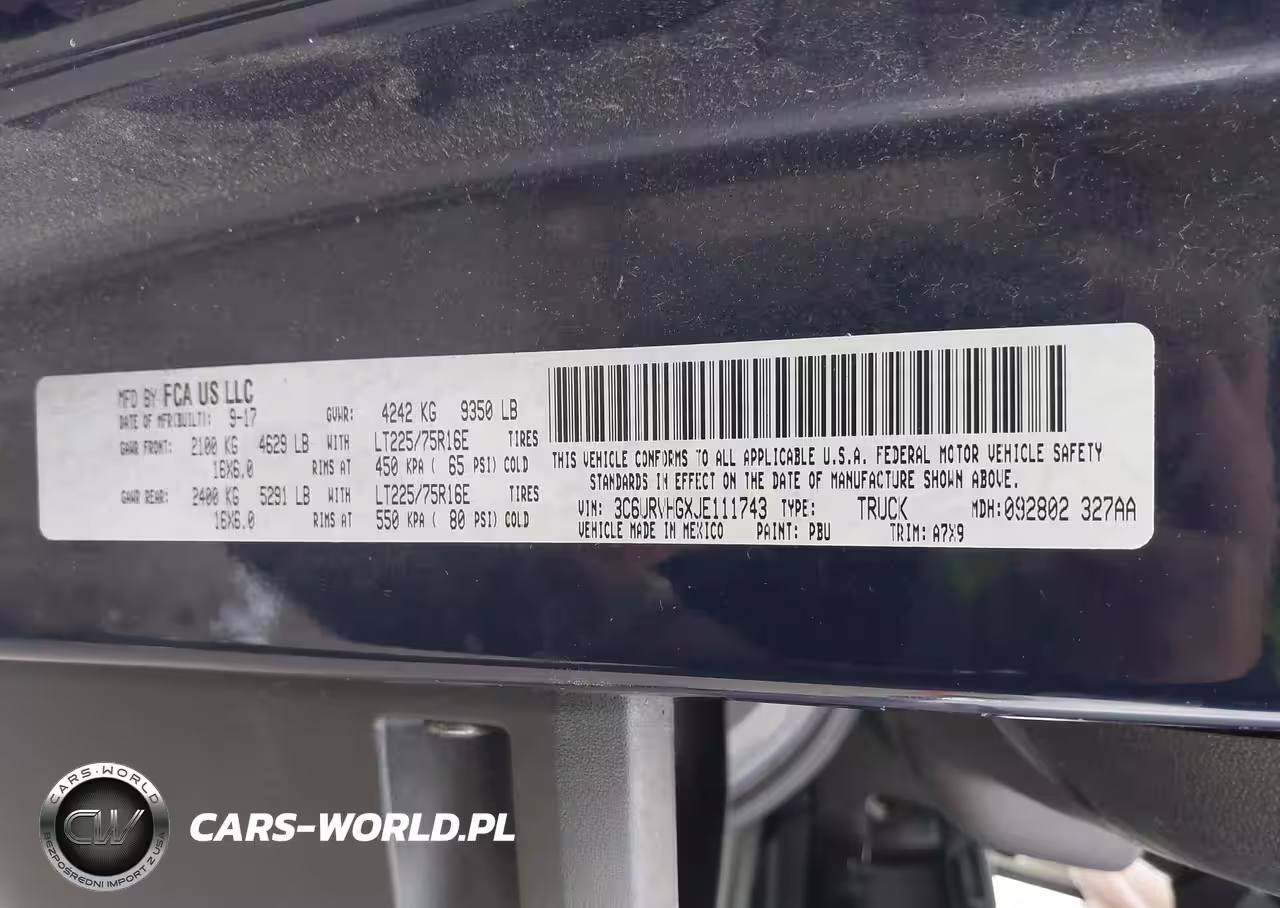 MFD BY FCA US LLC
DATE OF MFR(BUILT): 9-17 GVWR: 4242 KG 9350 LB
GAWR FRONT: 2100 KG 4629 LB WITH LT225/75R16E TIRES
16X6.0 RIMS AT 450 KPA ( 65 PSI) COLD
GAWR REAR: 2400 KG 5291 LB WITH LT225/75R16E TIRES
16X6.0 RIMS AT 550 KPA ( 80 PSI) COLD
THIS VEHICLE CONFORMS TO ALL APPLICABLE U.S.A. FEDERAL MOTOR VEHICLE SAFETY
STANDARDS IN EFFECT ON THE DATE OF MANUFACTURE SHOWN ABOVE.
VIN: 3C6URVHGXJE111743 TYPE: TRUCK MDH: 092802 327AA
VEHICLE MADE IN MEXICO PAINT: PBU TRIM: A7X9
CARS-WORLD
CW
BEZPOŚREDNI IMPORT Z USA
CARS-WORLD.PL